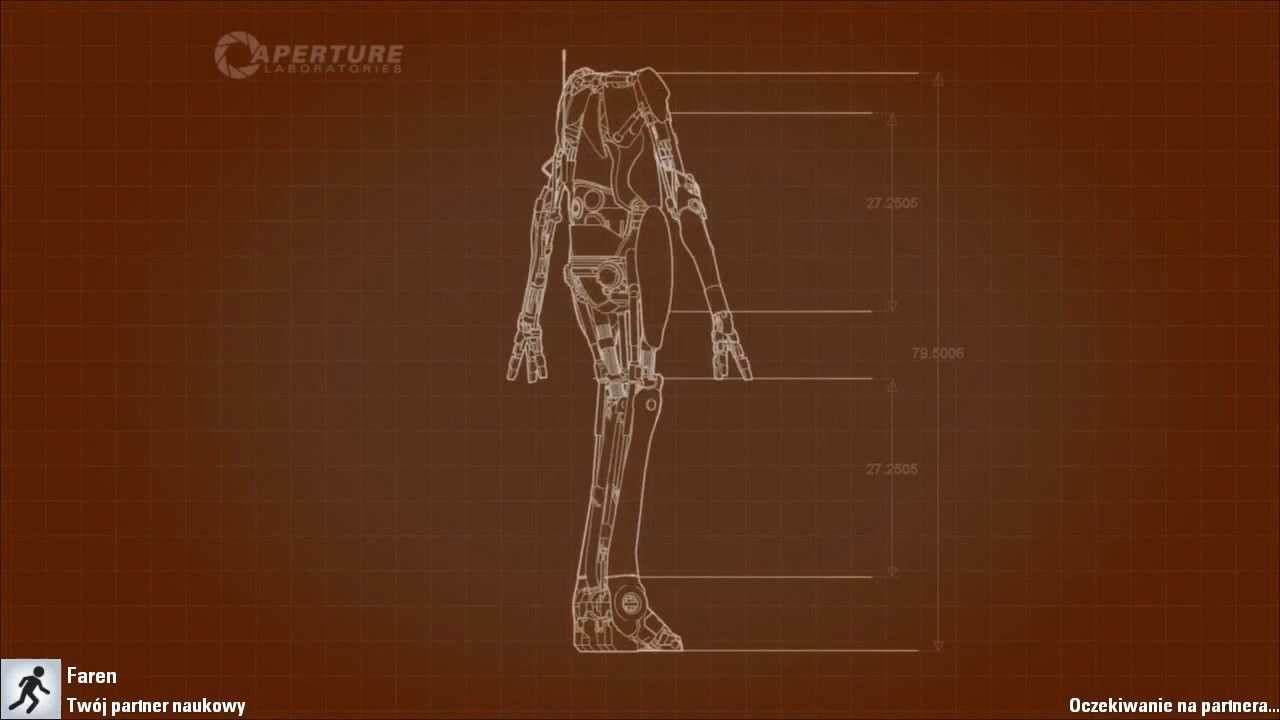 APERTURE
LABORATORIES
27.2505
79.5006
27.2505
Faren
Twój partner naukowy
Oczekiwanie na partnera...